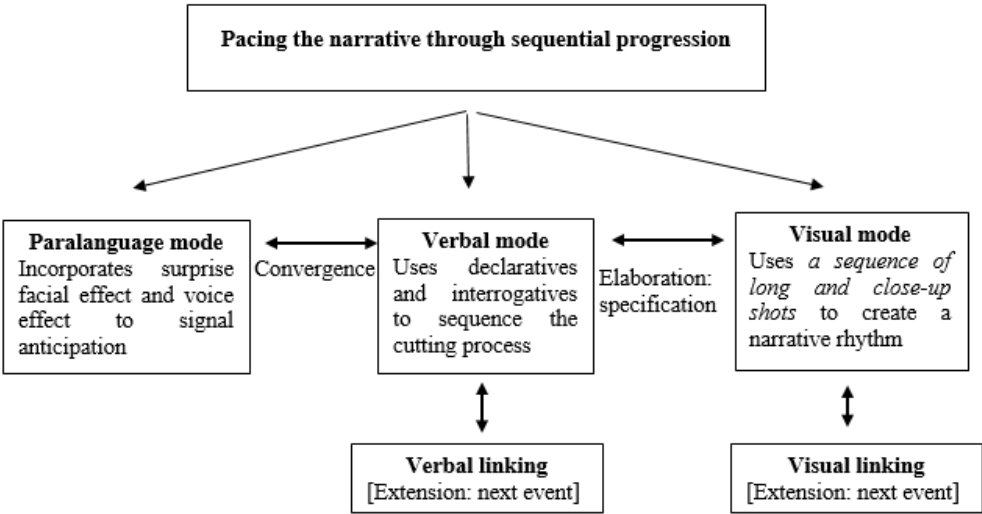 Pacing the narrative through sequential progression
Paralanguage mode
Incorporates surprise
facial effect and voice
effect to signal
anticipation
Convergence
Verbal mode
Uses declaratives
and interrogatives
to sequence the
cutting process
Elaboration:
specification
Visual mode
Uses a sequence of
long and close-up
shots to create a
narrative rhythm
Verbal linking
[Extension: next event]
Visual linking
[Extension: next event]